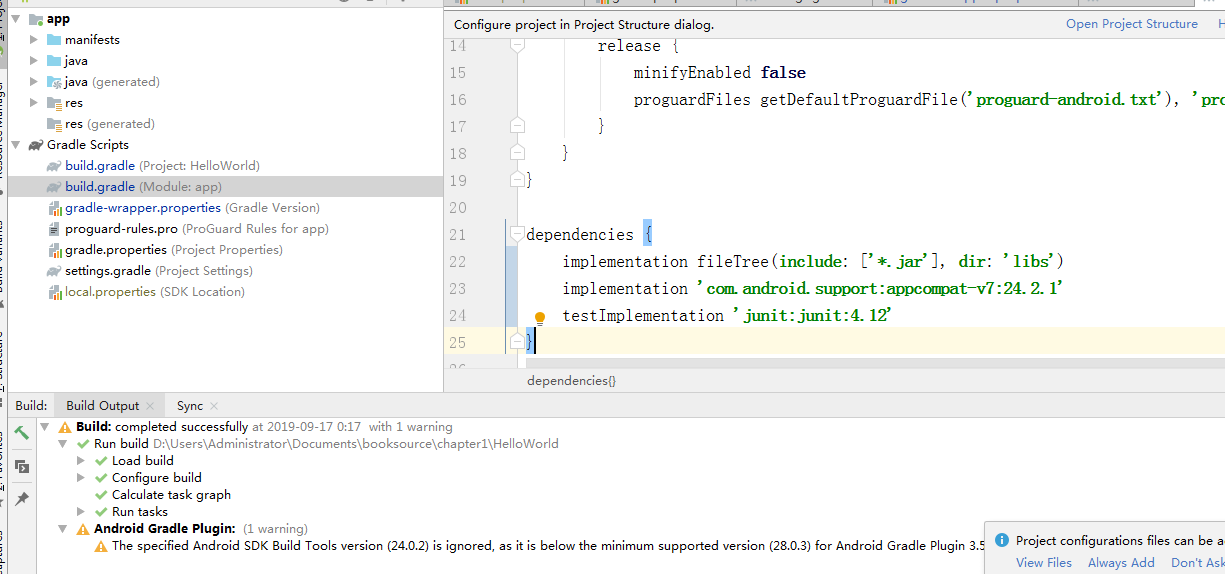 app
manifests
java
java (generated)
res
res (generated)
Gradle Scripts
build.gradle (Project: HelloWorld)
build.gradle (Module: app)
gradle-wrapper.properties (Gradle Version)
proguard-rules.pro (ProGuard Rules for app)
gradle.properties (Project Properties)
settings.gradle (Project Settings)
local.properties (SDK Location)
Configure project in Project Structure dialog. Open Project Structure
14 release {
15 minifyEnabled false
16 proguardFiles getDefaultProguardFile('proguard-android.txt'), 'pro
17 }
18 }
19 }
20
21 dependencies {
22 implementation fileTree(include: ['*.jar'], dir: 'libs')
23 implementation 'com.android.support:appcompat-v7:24.2.1'
24 testImplementation 'junit:junit:4.12'
25 }
dependencies{}
Build: Build Output Sync
Build: completed successfully at 2019-09-17 0:17 with 1 warning
Run build D:\Users\Administrator\Documents\booksource\chapter1\HelloWorld
Load build
Configure build
Calculate task graph
Run tasks
Android Gradle Plugin: (1 warning)
The specified Android SDK Build Tools version (24.0.2) is ignored, as it is below the minimum supported version (28.0.3) for Android Gradle Plugin 3.5
Project configurations files can be a
View Files Always Add Don't Ask